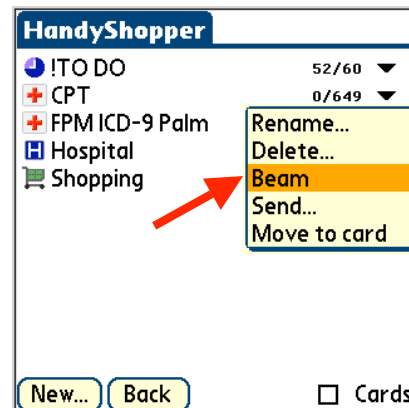 HandyShopper
!TO DO 52/60
CPT 0/649
FPM ICD-9 Palm
Hospital
Shopping
Rename...
Delete...
Beam
Send...
Move to card
New... Back Cards